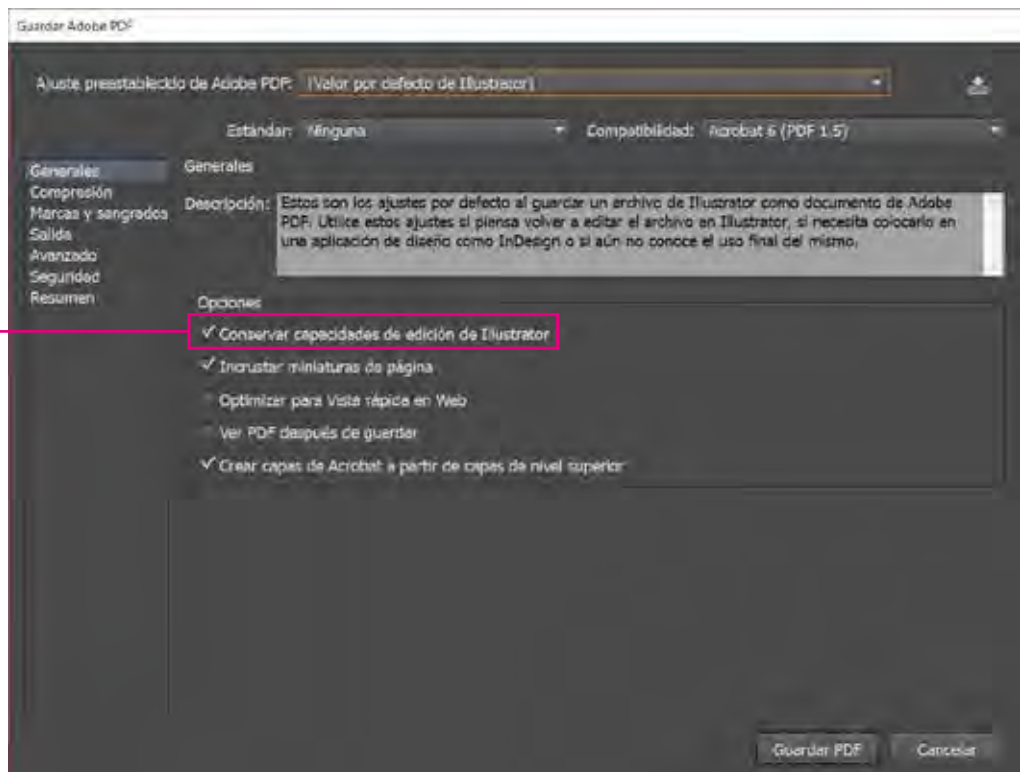 Guardar Adobe PDF
Ajuste preestablecido de Adobe PDF: [Valor por defecto de Illustrator]
Estándar: Ninguna Compatibilidad: Acrobat 6 (PDF 1.5)
Generales
Compresión
Marcas y sangrados
Salida
Avanzado
Seguridad
Resumen
Generales
Descripción: Estos son los ajustes por defecto al guardar un archivo de Illustrator como documento de Adobe
PDF. Utilice estos ajustes si piensa volver a editar el archivo en Illustrator, si necesita colocarlo en
una aplicación de diseño como InDesign o si aún no conoce el uso final del mismo.
Opciones
Conservar capacidades de edición de Illustrator
Incrustar miniaturas de página
Optimizar para Vista rápida en Web
Ver PDF después de guardar
Crear capas de Acrobat a partir de capas de nivel superior
Guardar PDF Cancelar